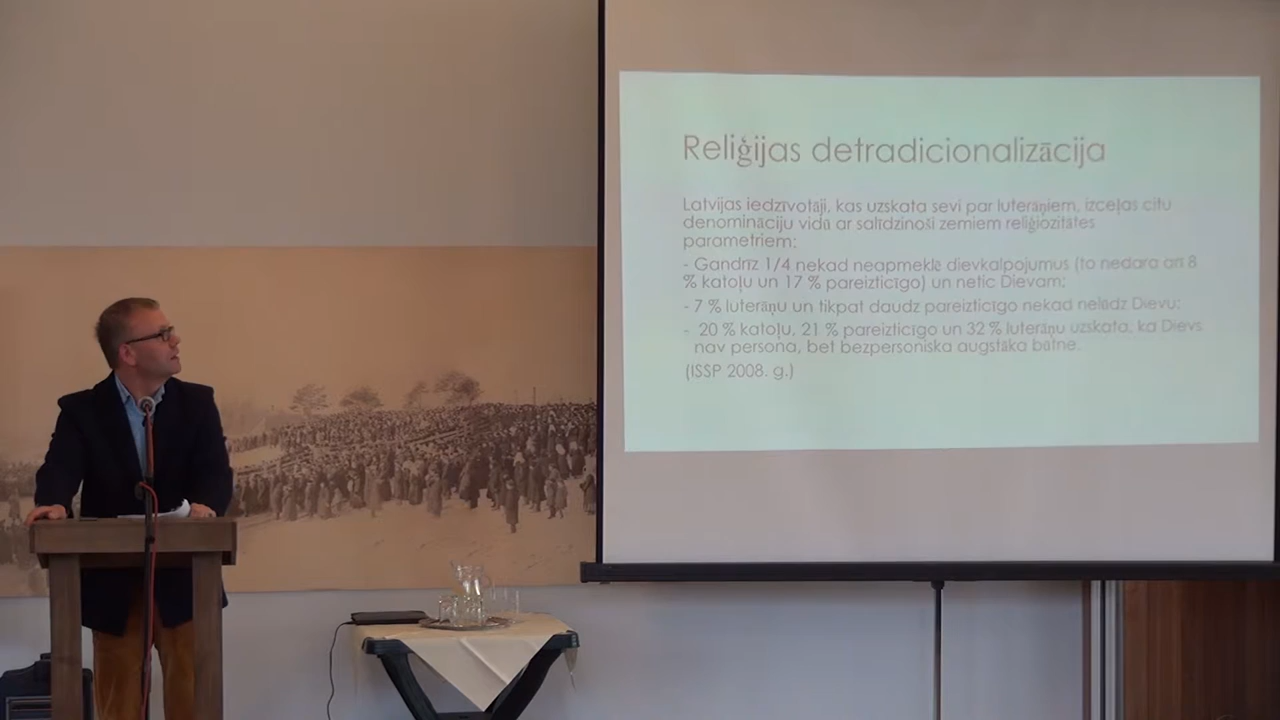 Reliģijas detradicionalizācija
Latvijas iedzīvotāji, kas uzskata sevi par luterāņiem, izceļas citu
denomināciju vidū ar salīdzinoši zemiem reliģiozitātes
parametriem:
- Gandrīz 1/4 nekad neapmeklē dievkalpojumus (to nedara arī 8
% katoļu un 17 % pareizticīgo) un netic Dievam;
- 7 % luterāņu un tikpat daudz pareizticīgo nekad nelūdz Dievu;
- 20 % katoļu, 21 % pareizticīgo un 32 % luterāņu uzskata, ka Dievs
nav persona, bet bezpersoniska augstāka būtne.
(ISSP 2008. g.)